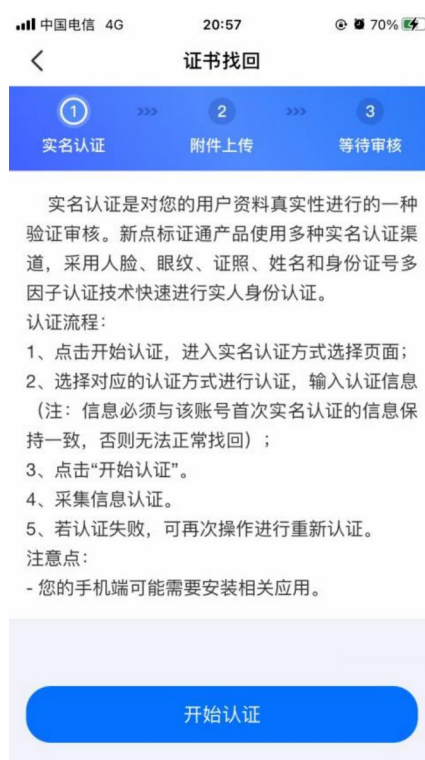 中国电信 4G 20:57 70%
证书找回
1 >>> 2 >>> 3
实名认证 附件上传 等待审核
实名认证是对您的用户资料真实性进行的一种
验证审核。新点标证通产品使用多种实名认证渠
道，采用人脸、眼纹、证照、姓名和身份证号多
因子认证技术快速进行实人身份认证。
认证流程：
1、点击开始认证，进入实名认证方式选择页面；
2、选择对应的认证方式进行认证，输入认证信息
（注：信息必须与该账号首次实名认证的信息保
持一致，否则无法正常找回）；
3、点击“开始认证”。
4、采集信息认证。
5、若认证失败，可再次操作进行重新认证。
注意点：
- 您的手机端可能需要安装相关应用。
开始认证